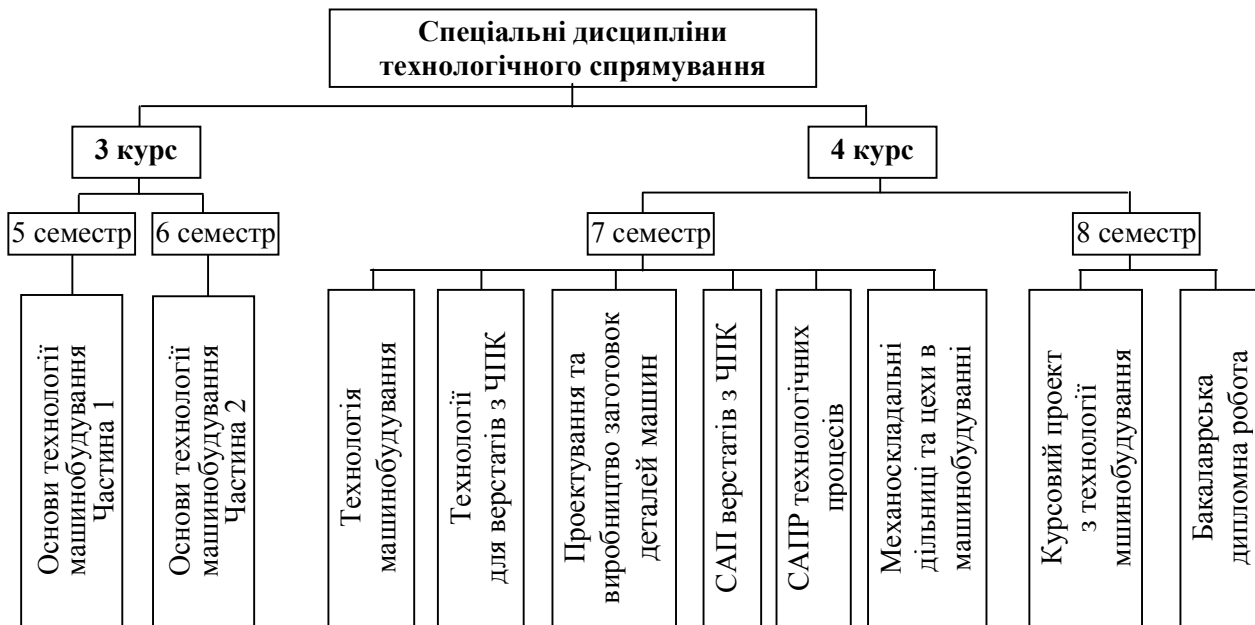 Спеціальні дисципліни
технологічного спрямування
3 курс
4 курс
5 семестр
6 семестр
7 семестр
8 семестр
Основи технології
машинобудування
Частина 1
Основи технології
машинобудування
Частина 2
Технологія
машинобудування
Технології
для верстатів з ЧПК
Проектування та
виробництво заготовок
деталей машин
САП верстатів з ЧПК
САПР технологічних
процесів
Механоскладальні
дільниці та цехи в
машинобудуванні
Курсовий проект
з технології
мшинобудування
Бакалаврська
дипломна робота